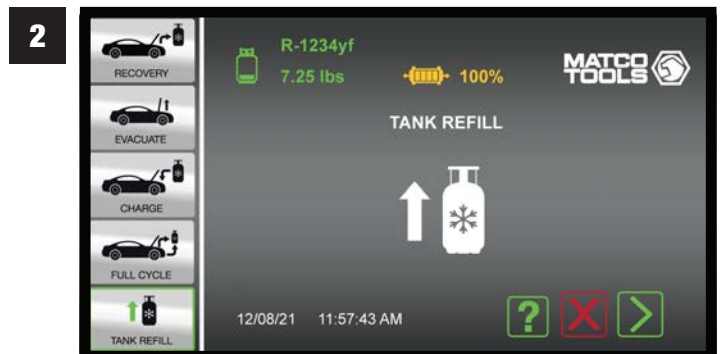 2
RECOVERY
EVACUATE
CHARGE
FULL CYCLE
TANK REFILL
R-1234yf
7.25 lbs
100%
MATCO
TOOLS
TANK REFILL
12/08/21 11:57:43 AM
?